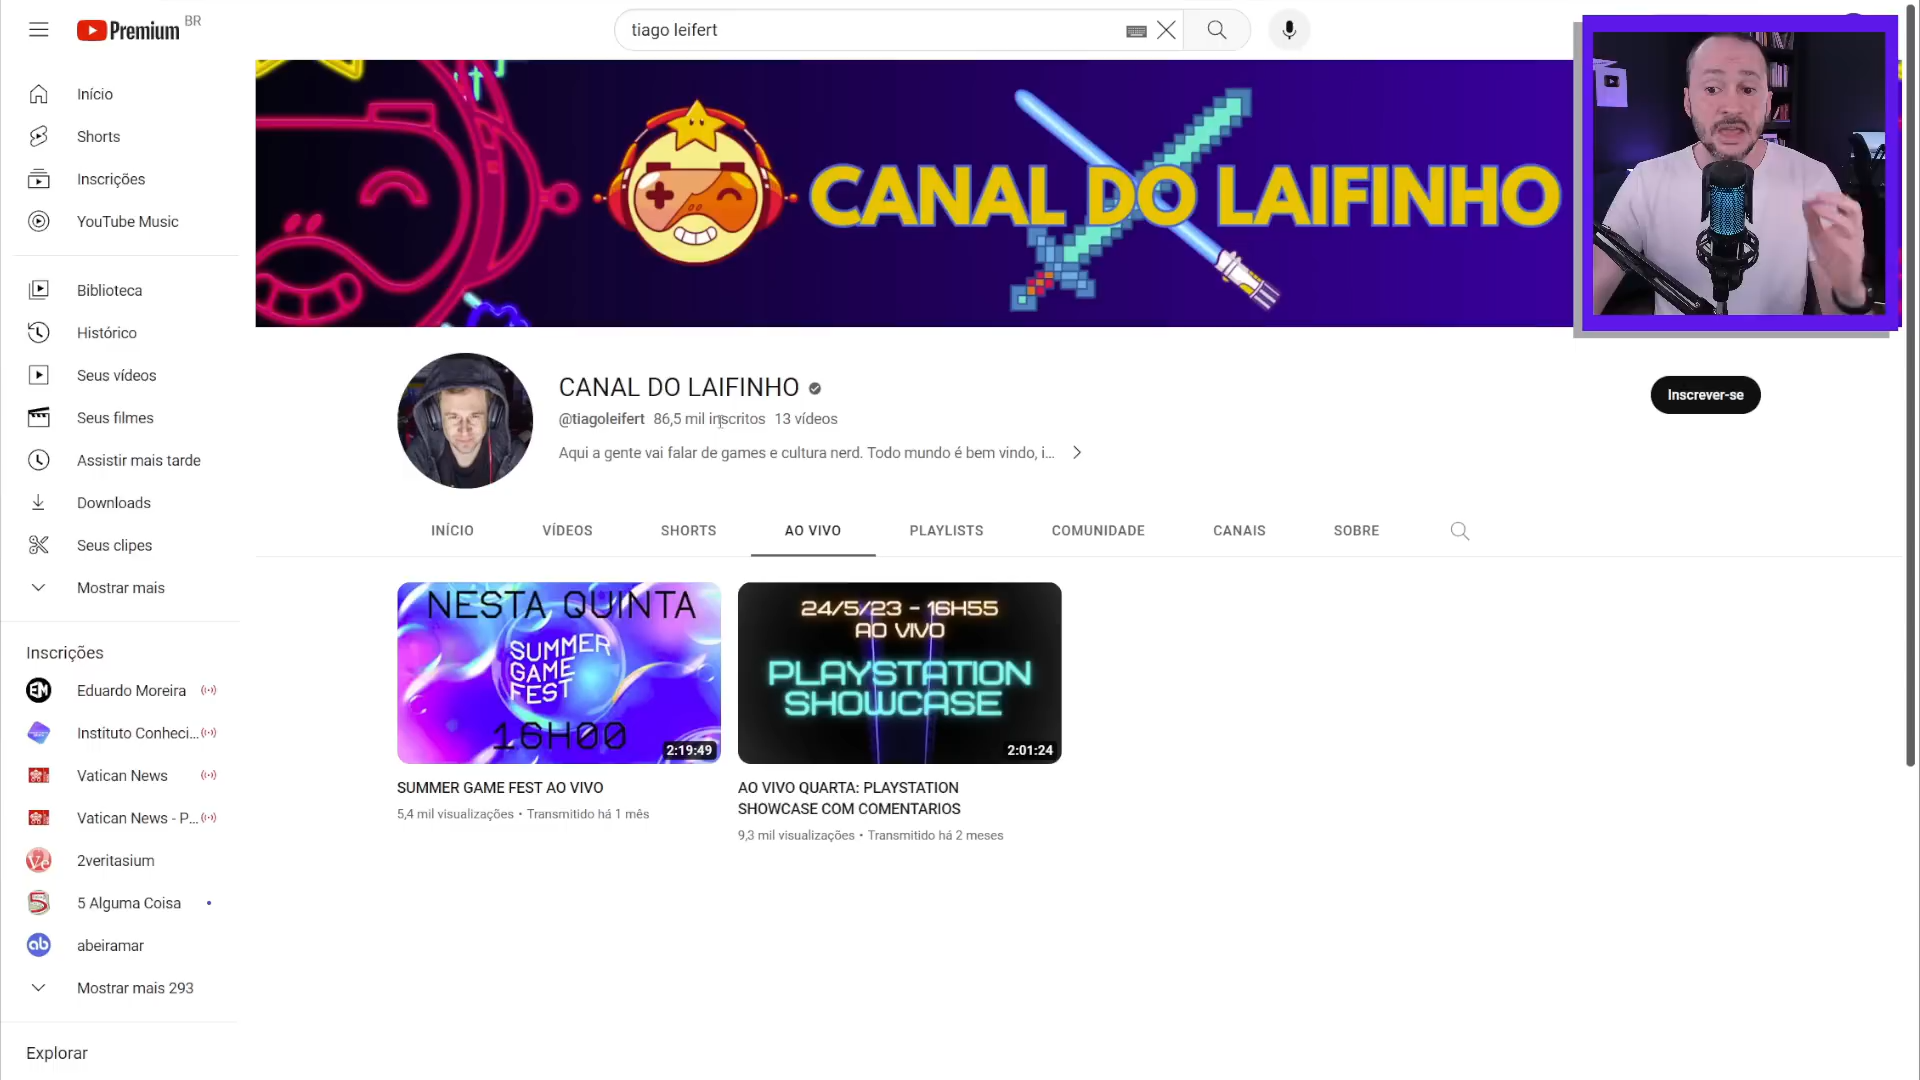 Premium BR
tiago leifert
Início
Shorts
Inscrições
YouTube Music
Biblioteca
Histórico
Seus vídeos
Seus filmes
Assistir mais tarde
Downloads
Seus clipes
Mostrar mais
Inscrições
EM Eduardo Moreira
Instituto Conheci...
Vatican News
Vatican News - P...
Ve 2veritasium
5 5 Alguma Coisa
ab abeiramar
Mostrar mais 293
Explorar
CANAL DO LAIFINHO
CANAL DO LAIFINHO
@tiagoleifert 86,5 mil inscritos 13 vídeos
Aqui a gente vai falar de games e cultura nerd. Todo mundo é bem vindo, i...
Inscrever-se
INÍCIO VÍDEOS SHORTS AO VIVO PLAYLISTS COMUNIDADE CANAIS SOBRE
NESTA QUINTA
SUMMER
GAME
FEST
16H00
2:19:49
SUMMER GAME FEST AO VIVO
5,4 mil visualizações • Transmitido há 1 mês
24/5/23 - 16H55
AO VIVO
PLAYSTATION
SHOWCASE
2:01:24
AO VIVO QUARTA: PLAYSTATION
SHOWCASE COM COMENTARIOS
9,3 mil visualizações • Transmitido há 2 meses